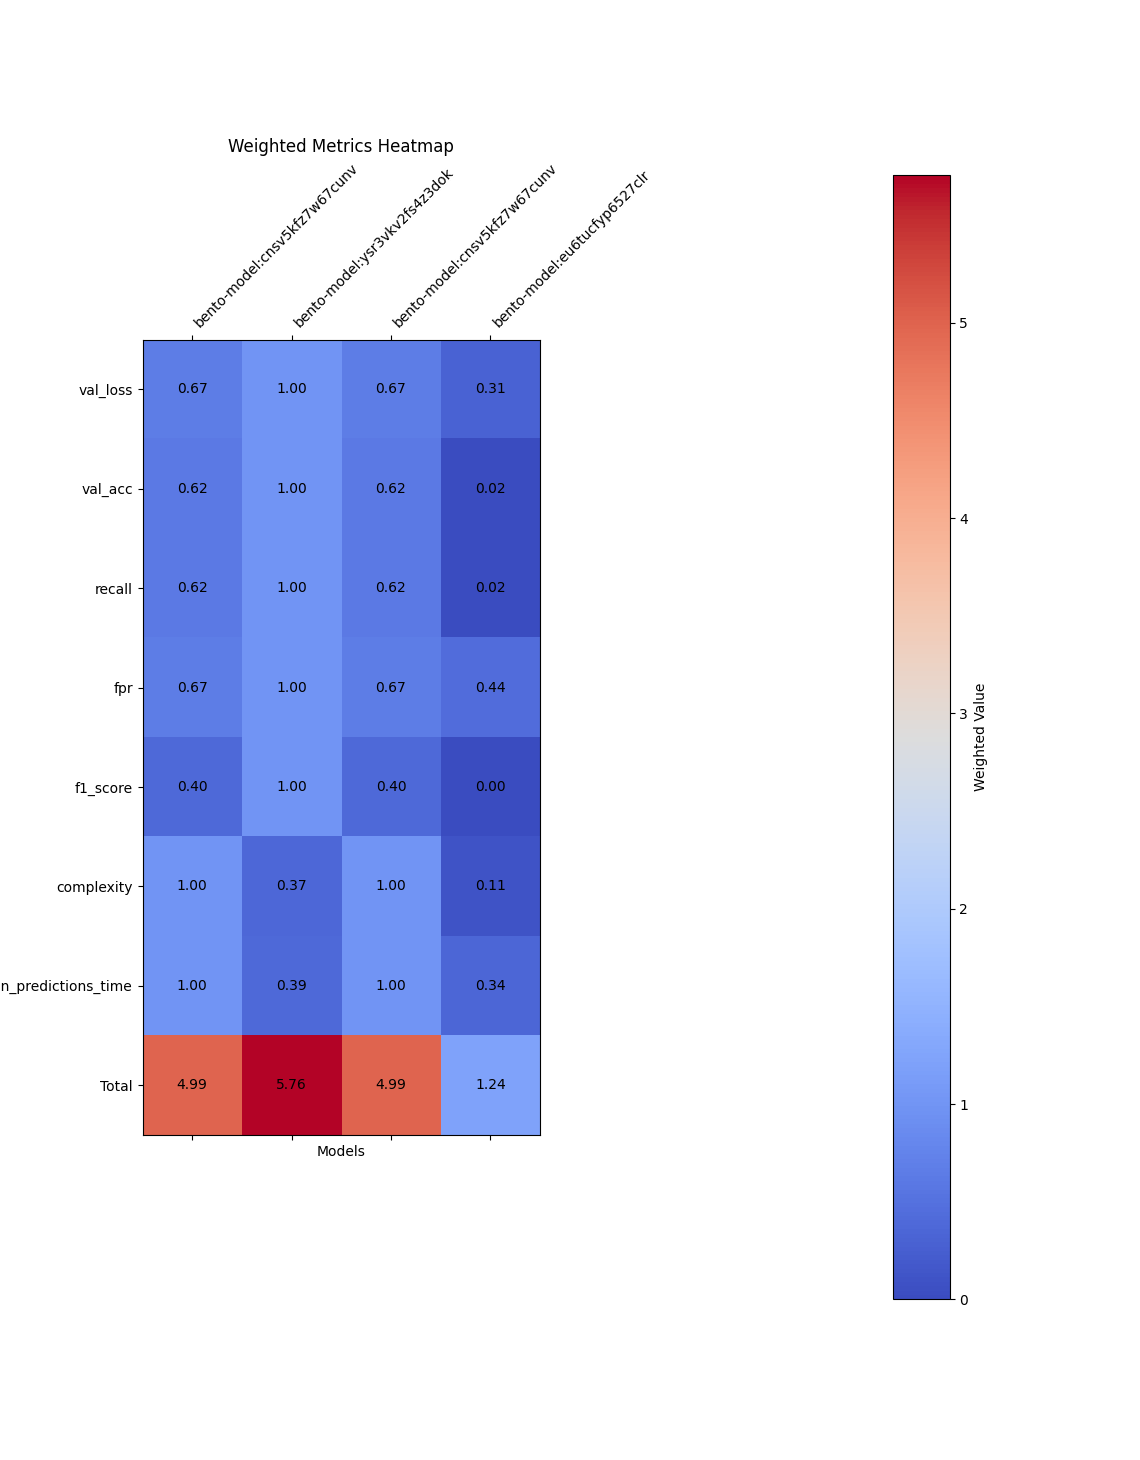 Weighted Metrics Heatmap
bento-model:cnsv5kfz7w67cunv
bento-model:ysr3vkv2fs4z3dok
bento-model:cnsv5kfz7w67cunv
bento-model:eu6tucfyp6527clr
val_loss 0.67 1.00 0.67 0.31
val_acc 0.62 1.00 0.62 0.02
recall 0.62 1.00 0.62 0.02
fpr 0.67 1.00 0.67 0.44
f1_score 0.40 1.00 0.40 0.00
complexity 1.00 0.37 1.00 0.11
n_predictions_time 1.00 0.39 1.00 0.34
Total 4.99 5.76 4.99 1.24
Models
5
4
3
2
1
0
Weighted Value